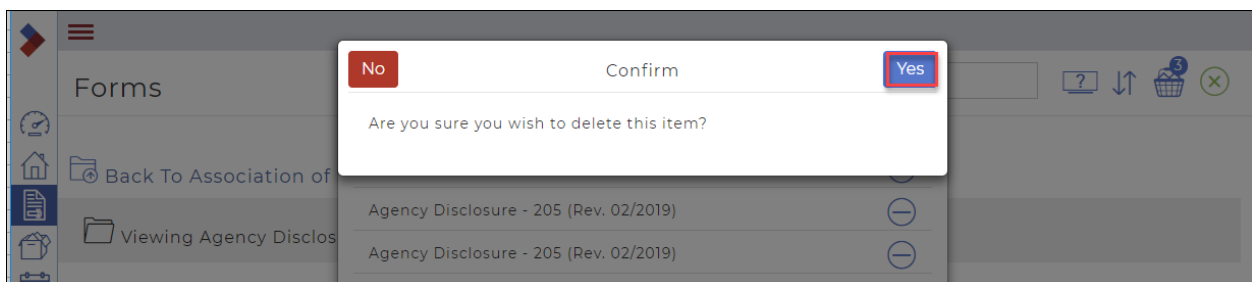 No
Confirm
Yes
Forms
?
3
Are you sure you wish to delete this item?
Back To Association of
Agency Disclosure - 205 (Rev. 02/2019)
Viewing Agency Disclos
Agency Disclosure - 205 (Rev. 02/2019)